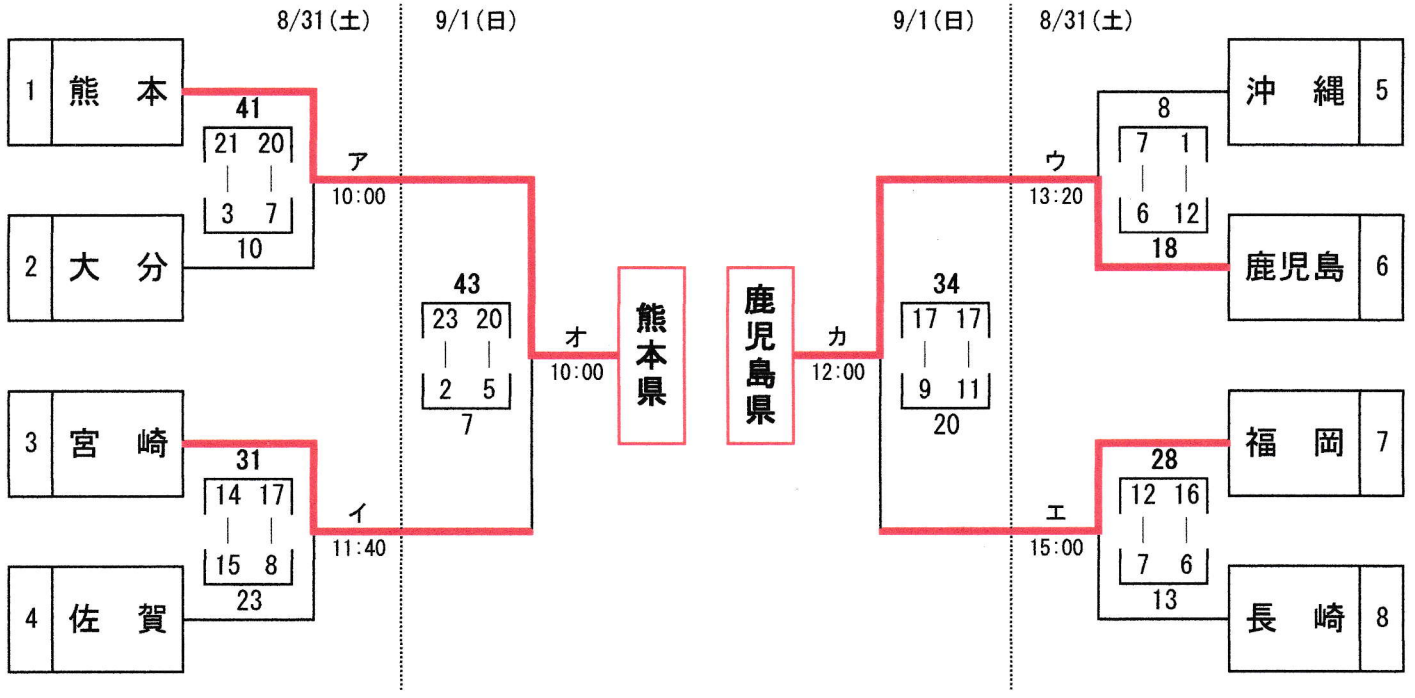 8/31(土) 9/1(日) 9/1(日) 8/31(土)
1 熊 本
41
21 20
3 7
10
ア
10:00
2 大 分
3 宮 崎
31
14 17
15 8
23
イ
11:40
4 佐 賀
43
23 20
2 5
7
オ
10:00
熊本県
鹿児島県
カ
12:00
34
17 17
9 11
20
沖 縄 5
8
7 1
6 12
18
ウ
13:20
鹿児島 6
福 岡 7
28
12 16
7 6
13
エ
15:00
長 崎 8